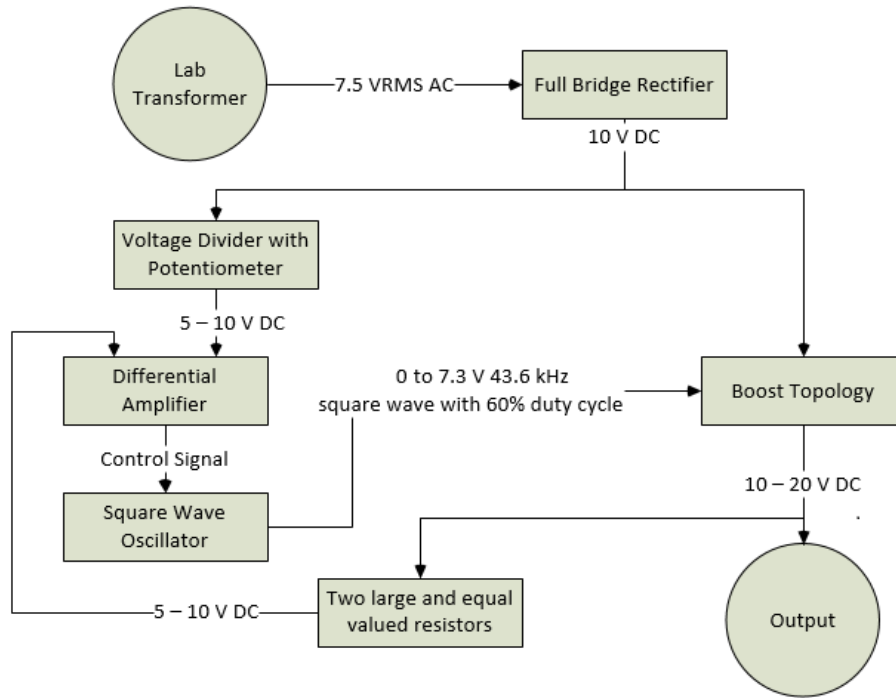 Lab
Transformer
7.5 VRMS AC
Full Bridge Rectifier
10 V DC
Voltage Divider with
Potentiometer
5 – 10 V DC
Differential
Amplifier
0 to 7.3 V 43.6 kHz
square wave with 60% duty cycle
Boost Topology
Control Signal
10 – 20 V DC
Square Wave
Oscillator
.
Two large and equal
valued resistors
5 – 10 V DC
Output